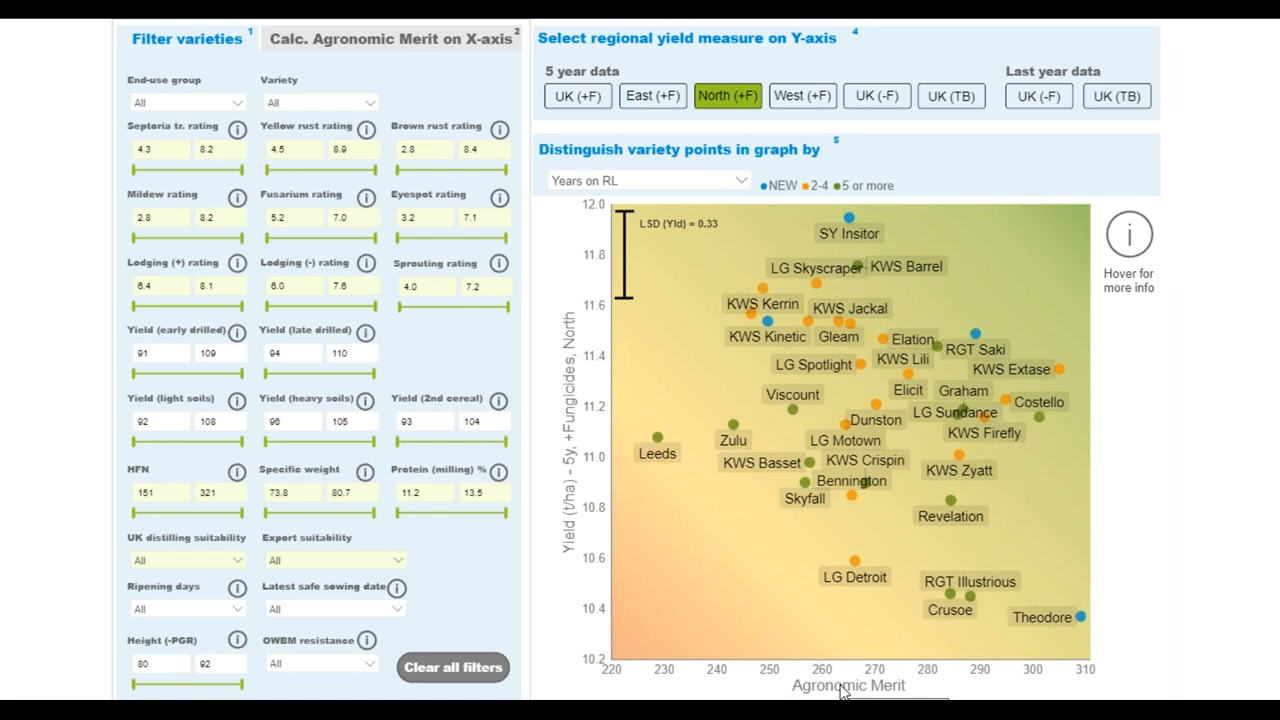 Filter varieties 1
Calc. Agronomic Merit on X-axis 2
End-use group Variety
All All
Septoria tr. rating i Yellow rust rating i Brown rust rating i
4.3 8.2 4.5 8.9 2.8 8.4
Mildew rating i Fusarium rating i Eyespot rating i
2.8 8.2 5.2 7.0 3.2 7.1
Lodging (+) rating i Lodging (-) rating i Sprouting rating i
6.4 8.1 6.0 7.6 4.0 7.2
Yield (early drilled) i Yield (late drilled) i
91 109 94 110
Yield (light soils) i Yield (heavy soils) i Yield (2nd cereal) i
92 108 96 105 93 104
HFN i Specific weight i Protein (milling) % i
151 321 73.8 80.7 11.2 13.5
UK distilling suitability Export suitability
All All
Ripening days i Latest safe sowing date i
All All
Height (-PGR) i OWBM resistance i
80 92 All
Clear all filters
Select regional yield measure on Y-axis 4
5 year data Last year data
UK (+F) East (+F) North (+F) West (+F) UK (-F) UK (TB) UK (-F) UK (TB)
Distinguish variety points in graph by 5
Years on RL
NEW 2-4 5 or more
LSD (Yld) = 0.33
Yield (t/ha) - 5y, +Fungicides, North
12.0
11.8
11.6
11.4
11.2
11.0
10.8
10.6
10.4
10.2
SY Insitor
LG Skyscraper KWS Barrel
KWS Kerrin KWS Jackal
KWS Kinetic Gleam Elation RGT Saki
LG Spotlight KWS Lili KWS Extase
Viscount Elicit Graham
Dunston LG Sundance Costello
Leeds Zulu LG Motown KWS Firefly
KWS Basset KWS Crispin KWS Zyatt
Skyfall Bennington
Revelation
LG Detroit RGT Illustrious
Crusoe Theodore
220 230 240 250 260 270 280 290 300 310
Agronomic Merit
i
Hover for
more info